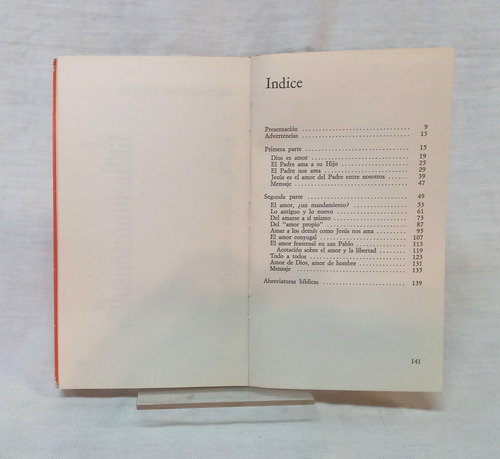 Indice
Presentación ........................................ 9
Advertencias ........................................ 13
Primera parte ........................................ 15
Dios es amor ........................................ 19
El Padre ama a su Hijo ........................................ 25
El Padre nos ama ........................................ 29
Jesús es el amor del Padre entre nosotros ........................................ 39
Mensaje ........................................ 47
Segunda parte ........................................ 49
El amor, ¿un mandamiento? ........................................ 53
Lo antiguo y lo nuevo ........................................ 61
Del amarse a sí mismo ........................................ 73
Del "amor propio" ........................................ 87
Amar a los demás como Jesús nos ama ........................................ 95
El amor conyugal ........................................ 107
El amor fraternal en san Pablo ........................................ 113
Acotación sobre el amor y la libertad ........................................ 119
Todo a todos ........................................ 123
Amor de Dios, amor de hombre ........................................ 131
Mensaje ........................................ 135
Abreviaturas bíblicas ........................................ 139
141